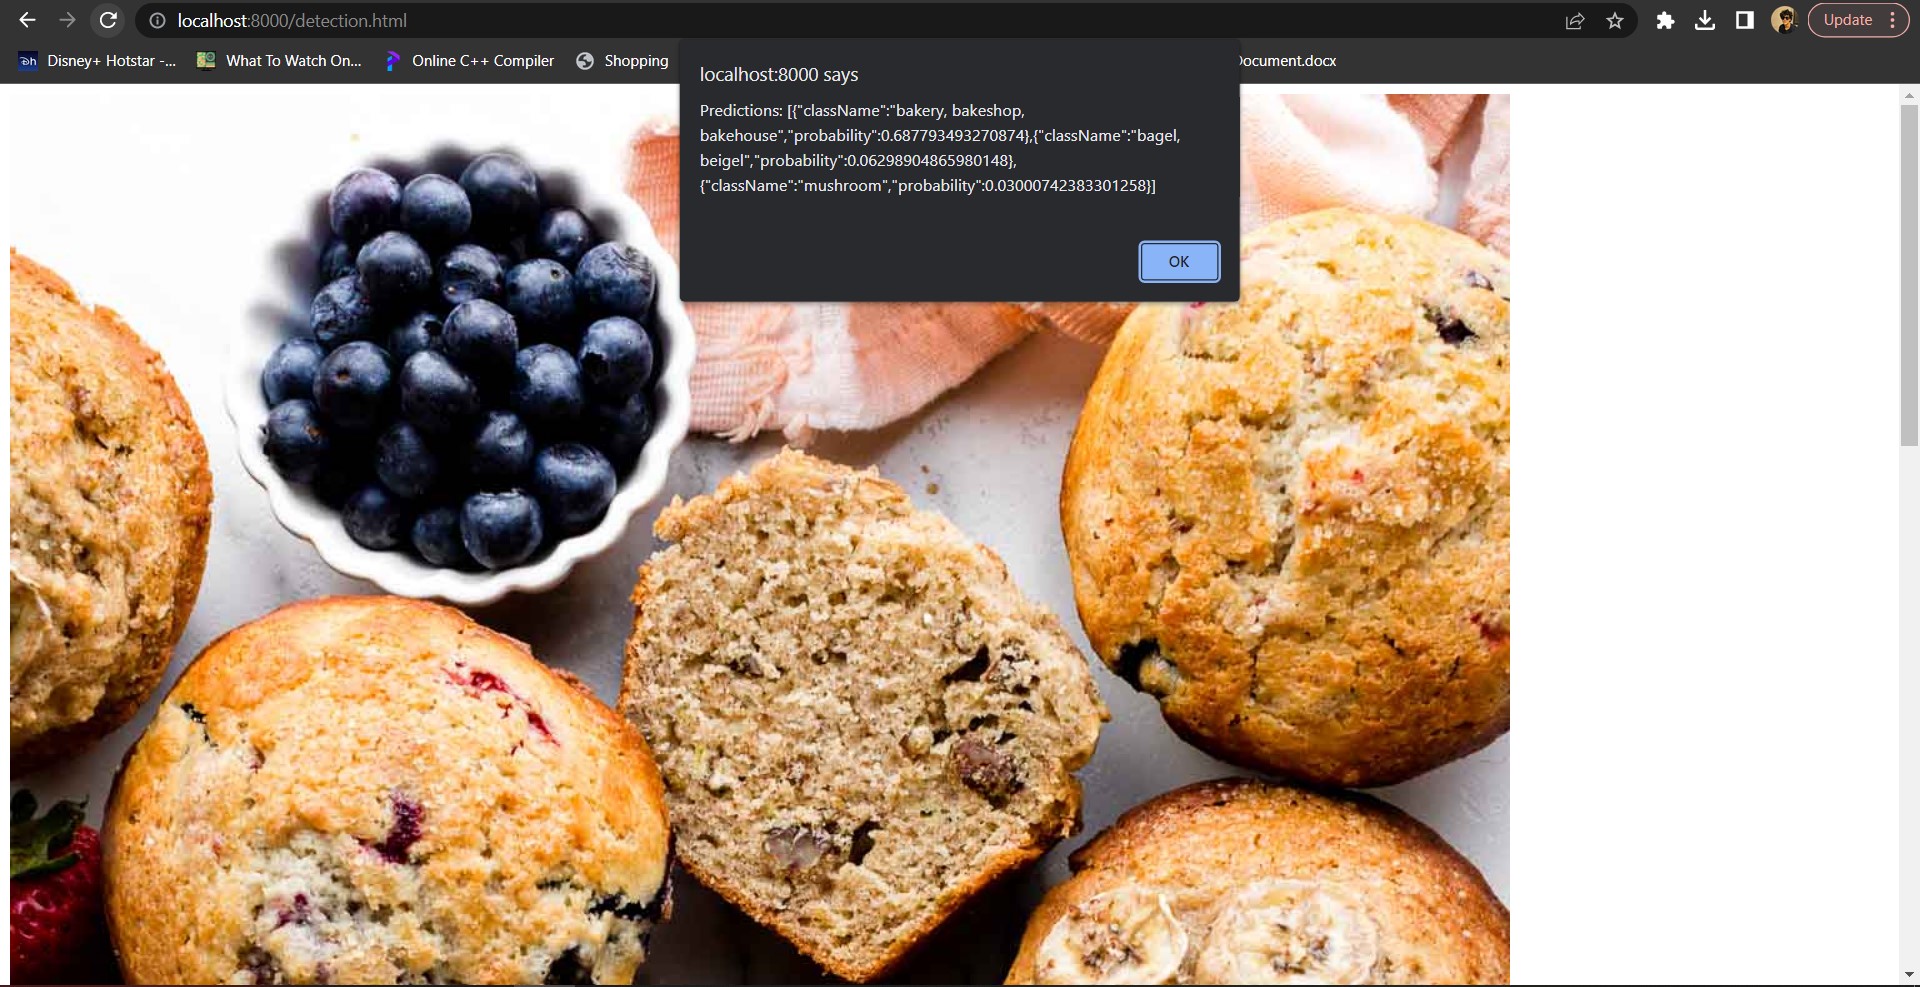 localhost:8000/detection.html
Update
Disney+ Hotstar -...
What To Watch On...
Online C++ Compiler
Shopping
Document.docx
localhost:8000 says
Predictions: [{"className":"bakery, bakeshop,
bakehouse","probability":0.687793493270874},{"className":"bagel,
beigel","probability":0.06298904865980148},
{"className":"mushroom","probability":0.03000742383301258}]
OK